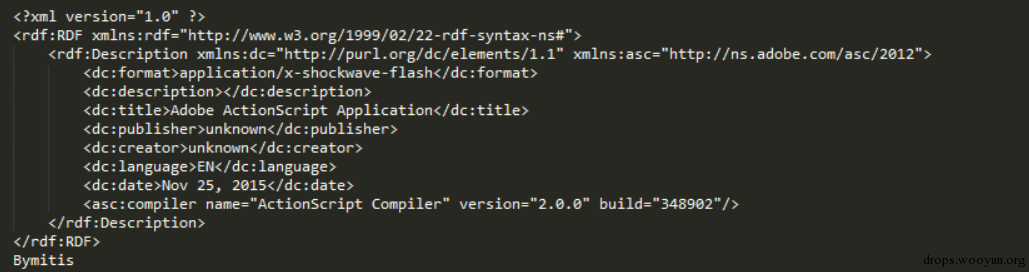 <?xml version="1.0" ?>
<rdf:RDF xmlns:rdf="http://www.w3.org/1999/02/22-rdf-syntax-ns#">
<rdf:Description xmlns:dc="http://purl.org/dc/elements/1.1" xmlns:asc="http://ns.adobe.com/asc/2012">
<dc:format>application/x-shockwave-flash</dc:format>
<dc:description></dc:description>
<dc:title>Adobe ActionScript Application</dc:title>
<dc:publisher>unknown</dc:publisher>
<dc:creator>unknown</dc:creator>
<dc:language>EN</dc:language>
<dc:date>Nov 25, 2015</dc:date>
<asc:compiler name="ActionScript Compiler" version="2.0.0" build="348902"/>
</rdf:Description>
</rdf:RDF>
Bymitis
drops.wooyun.org